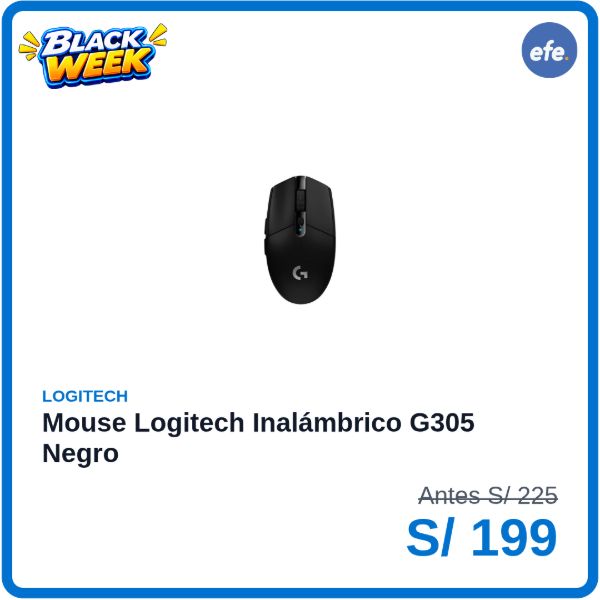 BLACK
WEEK
efe.
G
LOGITECH
Mouse Logitech Inalámbrico G305
Negro
Antes S/ 225
S/ 199